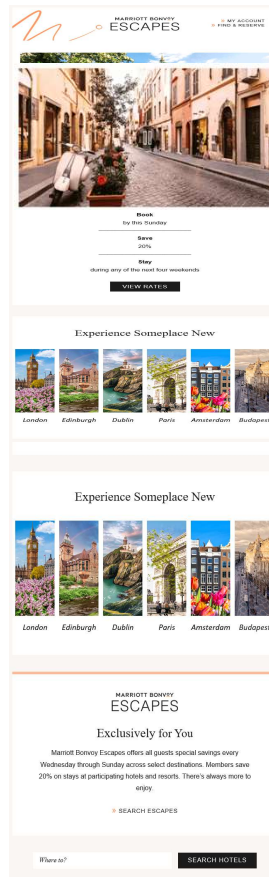 MARRIOTT BONVOY
ESCAPES
» MY ACCOUNT
» FIND & RESERVE
Book
by this Sunday
Save
20%
Stay
during any of the next four weekends
VIEW RATES
Experience Someplace New
London Edinburgh Dublin Paris Amsterdam Budapest
Experience Someplace New
London Edinburgh Dublin Paris Amsterdam Budapest
MARRIOTT BONVOY
ESCAPES
Exclusively for You
Marriott Bonvoy Escapes offers all guests special savings every
Wednesday through Sunday across select destinations. Members save
20% on stays at participating hotels and resorts. There's always more to
enjoy.
» SEARCH ESCAPES
Where to? SEARCH HOTELS